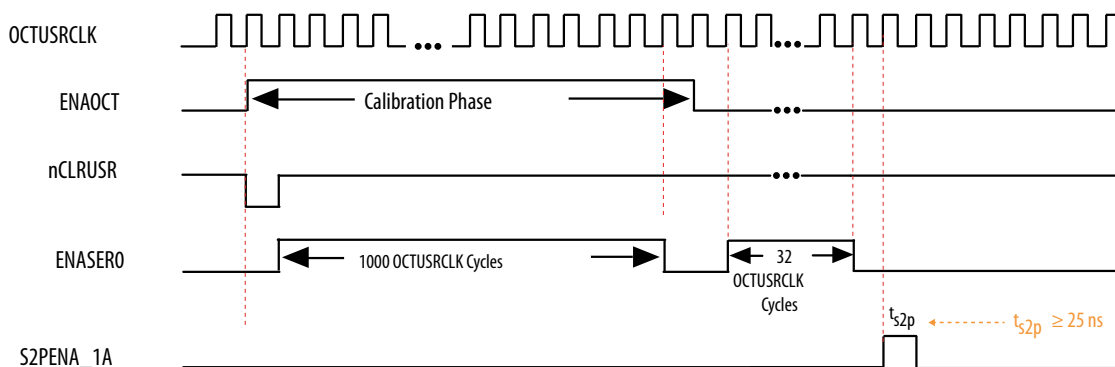 OCTUSRCLK
ENAOCT
Calibration Phase
nCLRUSR
ENASER0
1000 OCTUSRCLK Cycles
32
OCTUSRCLK
Cycles
ts2p
ts2p ≥ 25 ns
S2PENA_1A